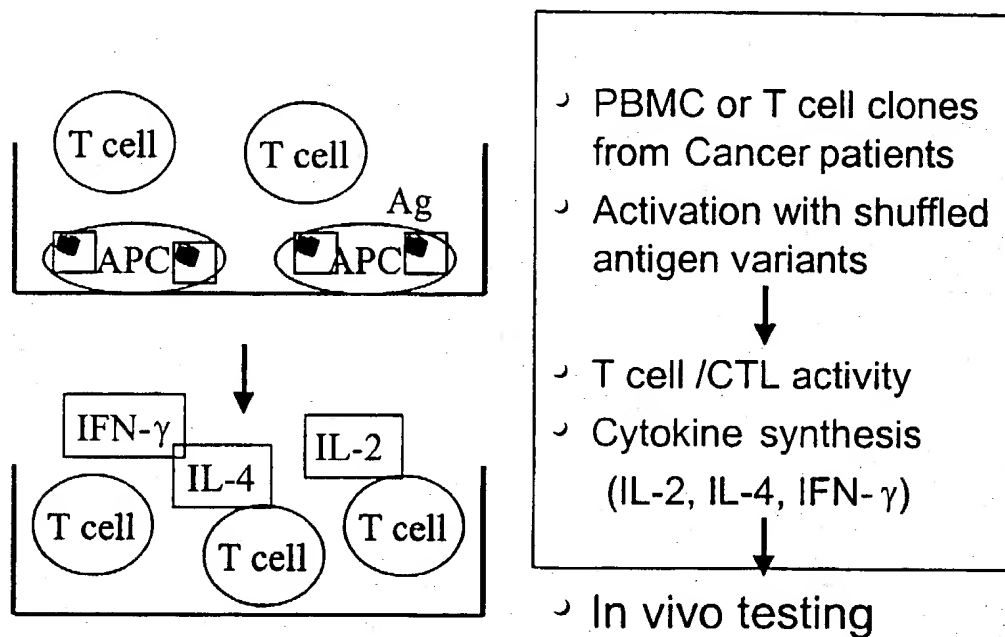 T cell
T cell
Ag
APC
APC
IFN-γ
IL-4
IL-2
T cell
T cell
T cell
PBMC or T cell clones
from Cancer patients
Activation with shuffled
antigen variants
T cell /CTL activity
Cytokine synthesis
(IL-2, IL-4, IFN- γ)
In vivo testing